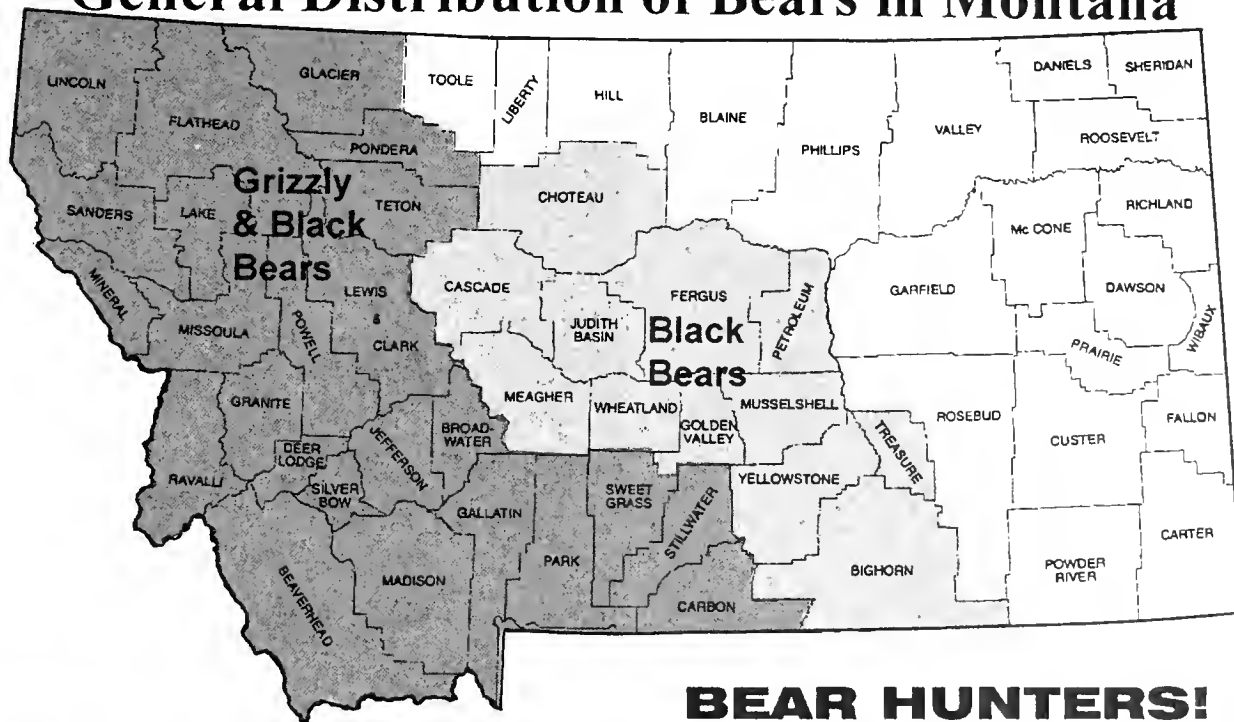 General Distribution of Bears in Montana
LINCOLN
FLATHEAD
GLACIER
TOOLE
LIBERTY
HILL
BLAINE
PHILLIPS
VALLEY
DANIELS
SHERIDAN
ROOSEVELT
PONDERA
Grizzly
& Black
Bears
SANDERS
LAKE
TETON
CHOTEAU
Mc CONE
RICHLAND
MINERAL
MISSOULA
POWELL
LEWIS
&
CLARK
CASCADE
JUDITH
BASIN
FERGUS
PETROLEUM
Black
Bears
GARFIELD
DAWSON
WIBAUX
PRAIRIE
GRANITE
DEER
LODGE
SILVER
BOW
JEFFERSON
BROAD-
WATER
MEAGHER
WHEATLAND
GOLDEN
VALLEY
MUSSELSHELL
TREASURE
ROSEBUD
CUSTER
FALLON
RAVALLI
GALLATIN
SWEET
GRASS
STILLWATER
YELLOWSTONE
BEAVERHEAD
MADISON
PARK
CARBON
BIGHORN
POWDER
RIVER
CARTER
BEAR HUNTERS!